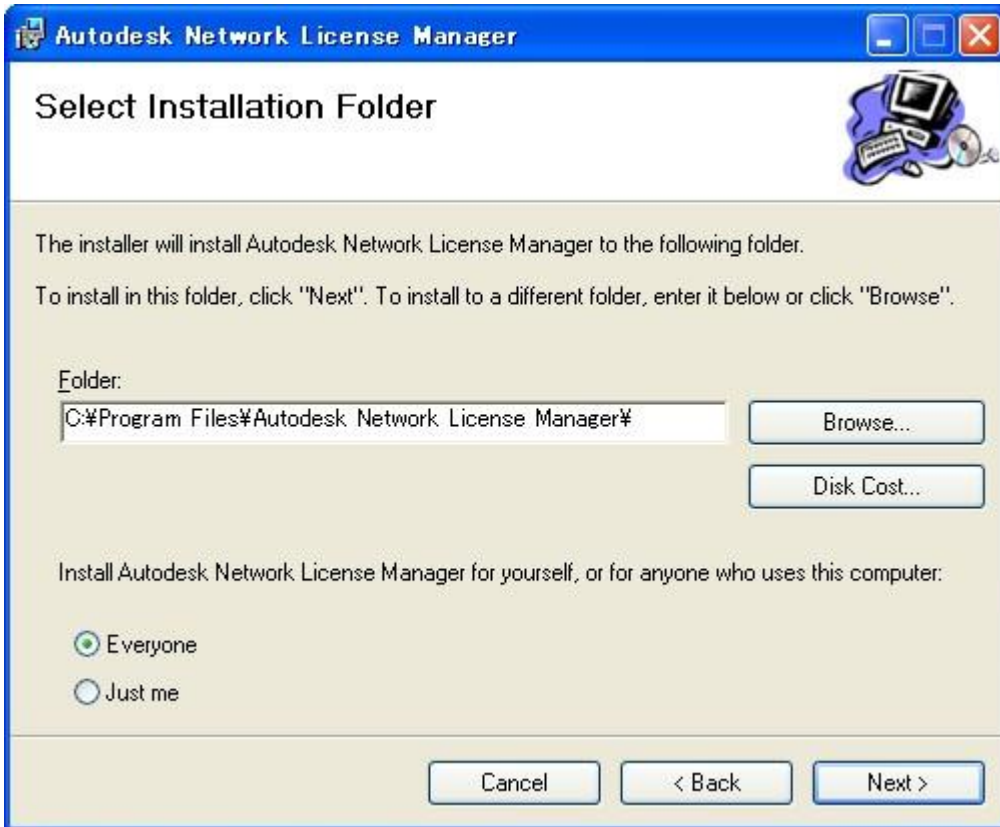 Autodesk Network License Manager
Select Installation Folder
The installer will install Autodesk Network License Manager to the following folder.
To install in this folder, click "Next". To install to a different folder, enter it below or click "Browse".
Folder:
C:¥Program Files¥Autodesk Network License Manager¥
Browse...
Disk Cost...
Install Autodesk Network License Manager for yourself, or for anyone who uses this computer:
Everyone
Just me
Cancel
< Back
Next >